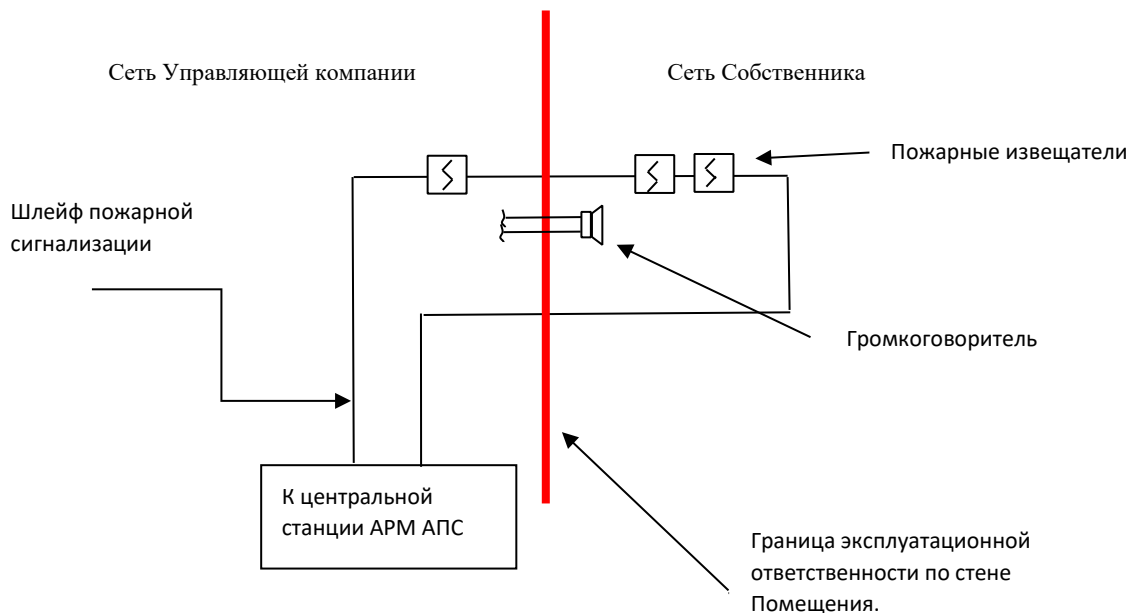 Сеть Управляющей компании
Сеть Собственника
Пожарные извещатели
Шлейф пожарной
сигнализации
Громкоговоритель
К центральной
станции АРМ АПС
Граница эксплуатационной
ответственности по стене
Помещения.